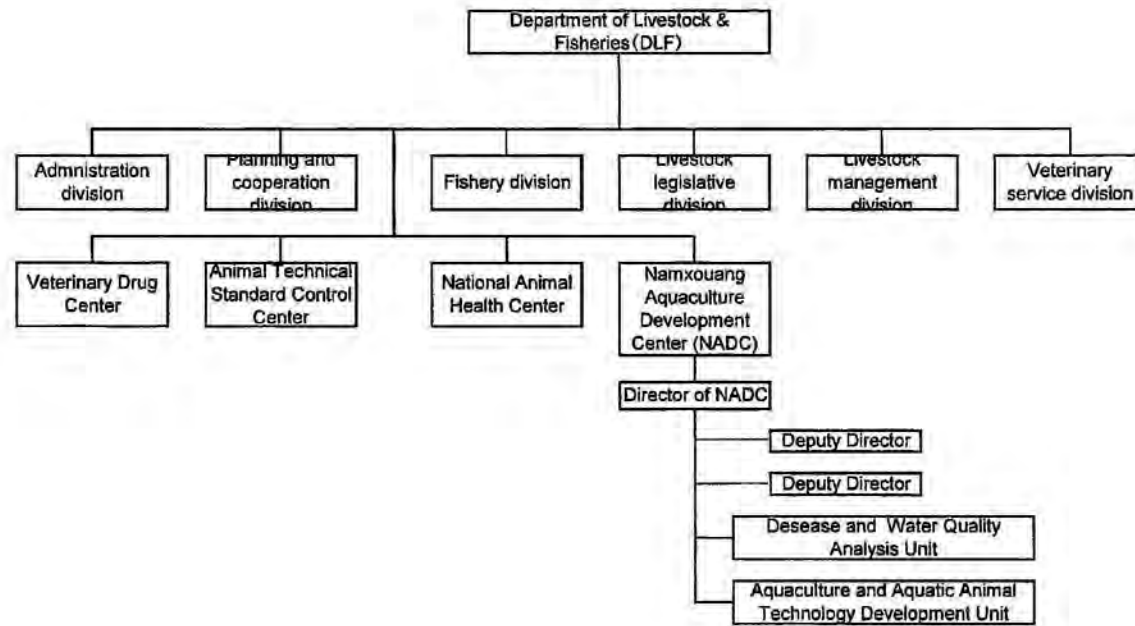 Department of Livestock &
Fisheries(DLF)
Admnistration
division
Planning and
cooperation
division
Fishery division
Livestock
legislative
division
Livestock
management
division
Veterinary
service division
Veterinary Drug
Center
Animal Technical
Standard Control
Center
National Animal
Health Center
Namxouang
Aquaculture
Development
Center (NADC)
Director of NADC
Deputy Director
Deputy Director
Desease and Water Quality
Analysis Unit
Aquaculture and Aquatic Animal
Technology Development Unit